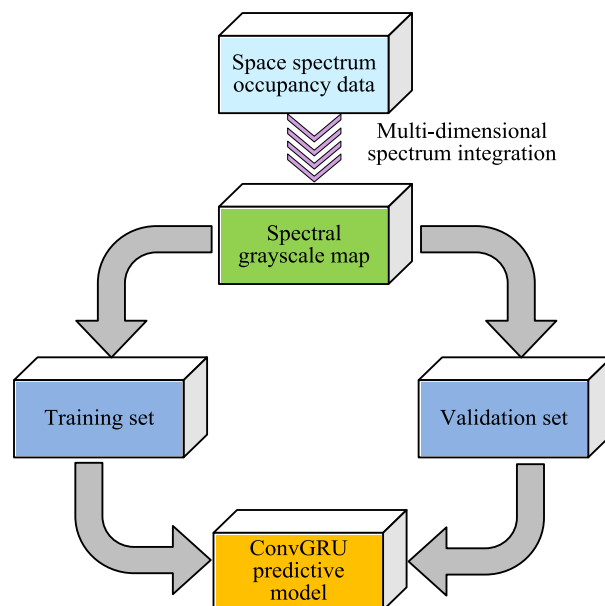 Space spectrum
occupancy data
Multi-dimensional
spectrum integration
Spectral
grayscale map
Training set
Validation set
ConvGRU
predictive
model